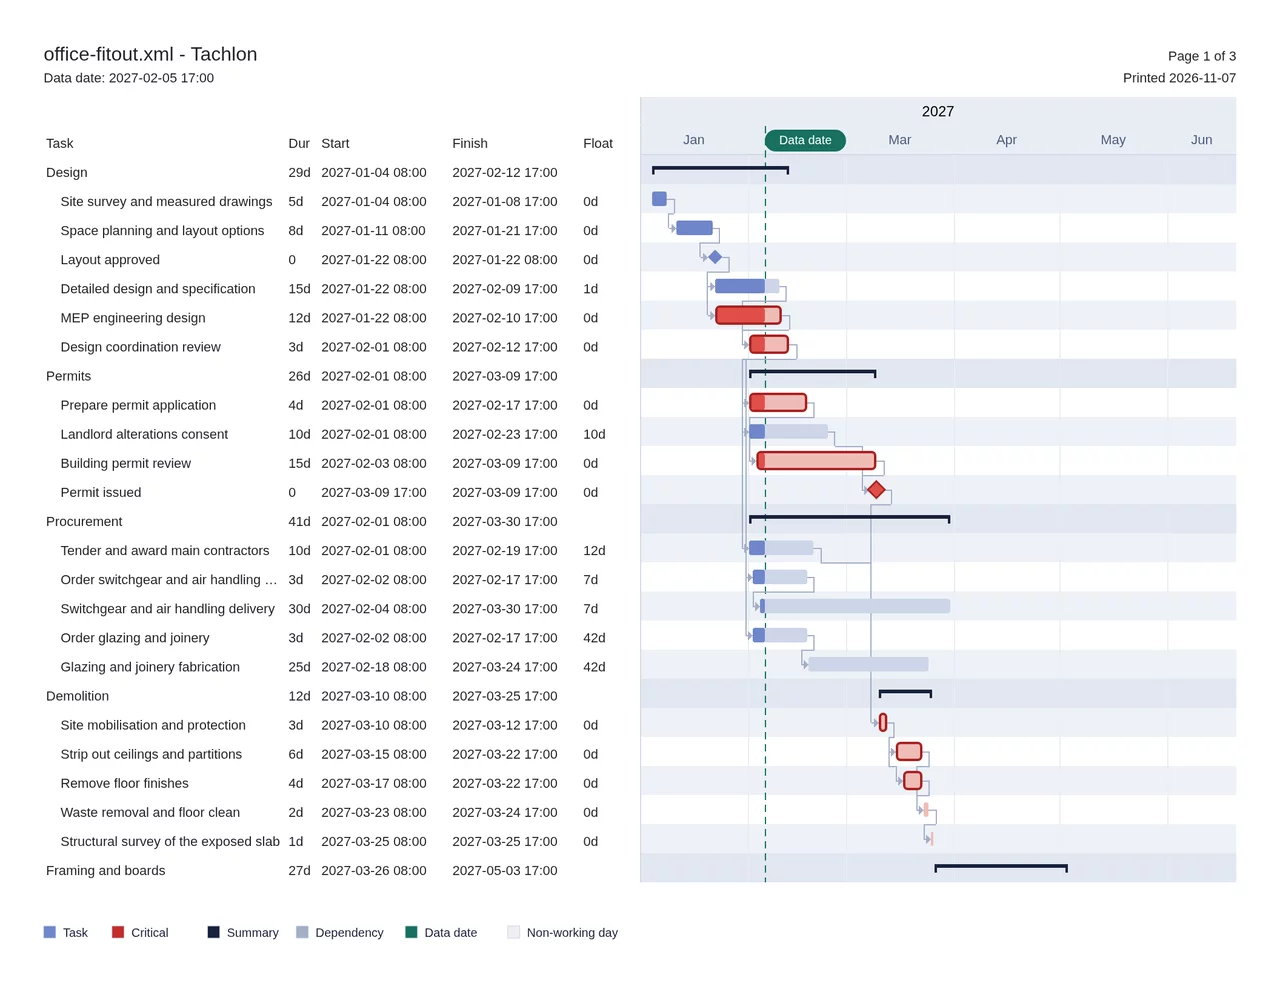 office-fitout.xml - Tachlon
Page 1 of 3
Data date: 2027-02-05 17:00
Printed 2026-11-07
2027
Task Dur Start Finish Float
Jan Data date Mar Apr May Jun
Design 29d 2027-01-04 08:00 2027-02-12 17:00
Site survey and measured drawings 5d 2027-01-04 08:00 2027-01-08 17:00 0d
Space planning and layout options 8d 2027-01-11 08:00 2027-01-21 17:00 0d
Layout approved 0 2027-01-22 08:00 2027-01-22 08:00 0d
Detailed design and specification 15d 2027-01-22 08:00 2027-02-09 17:00 1d
MEP engineering design 12d 2027-01-22 08:00 2027-02-10 17:00 0d
Design coordination review 3d 2027-02-01 08:00 2027-02-12 17:00 0d
Permits 26d 2027-02-01 08:00 2027-03-09 17:00
Prepare permit application 4d 2027-02-01 08:00 2027-02-17 17:00 0d
Landlord alterations consent 10d 2027-02-01 08:00 2027-02-23 17:00 10d
Building permit review 15d 2027-02-03 08:00 2027-03-09 17:00 0d
Permit issued 0 2027-03-09 17:00 2027-03-09 17:00 0d
Procurement 41d 2027-02-01 08:00 2027-03-30 17:00
Tender and award main contractors 10d 2027-02-01 08:00 2027-02-19 17:00 12d
Order switchgear and air handling … 3d 2027-02-02 08:00 2027-02-17 17:00 7d
Switchgear and air handling delivery 30d 2027-02-04 08:00 2027-03-30 17:00 7d
Order glazing and joinery 3d 2027-02-02 08:00 2027-02-17 17:00 42d
Glazing and joinery fabrication 25d 2027-02-18 08:00 2027-03-24 17:00 42d
Demolition 12d 2027-03-10 08:00 2027-03-25 17:00
Site mobilisation and protection 3d 2027-03-10 08:00 2027-03-12 17:00 0d
Strip out ceilings and partitions 6d 2027-03-15 08:00 2027-03-22 17:00 0d
Remove floor finishes 4d 2027-03-17 08:00 2027-03-22 17:00 0d
Waste removal and floor clean 2d 2027-03-23 08:00 2027-03-24 17:00 0d
Structural survey of the exposed slab 1d 2027-03-25 08:00 2027-03-25 17:00 0d
Framing and boards 27d 2027-03-26 08:00 2027-05-03 17:00
Task Critical Summary Dependency Data date Non-working day